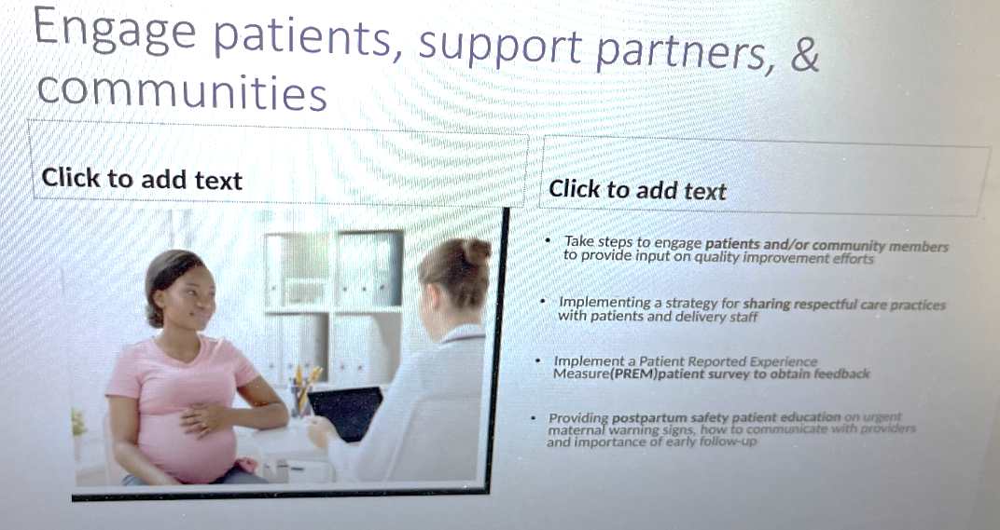 Engage patients, support partners, &
communities
Click to add text
Click to add text
• Take steps to engage patients and/or community members
to provide input on quality improvement efforts
• Implementing a strategy for sharing respectful care practices
with patients and delivery staff
• Implement a Patient Reported Experience
Measure(PREM)patient survey to obtain feedback
• Providing postpartum safety patient education on urgent
maternal warning signs, how to communicate with providers
and importance of early follow-up